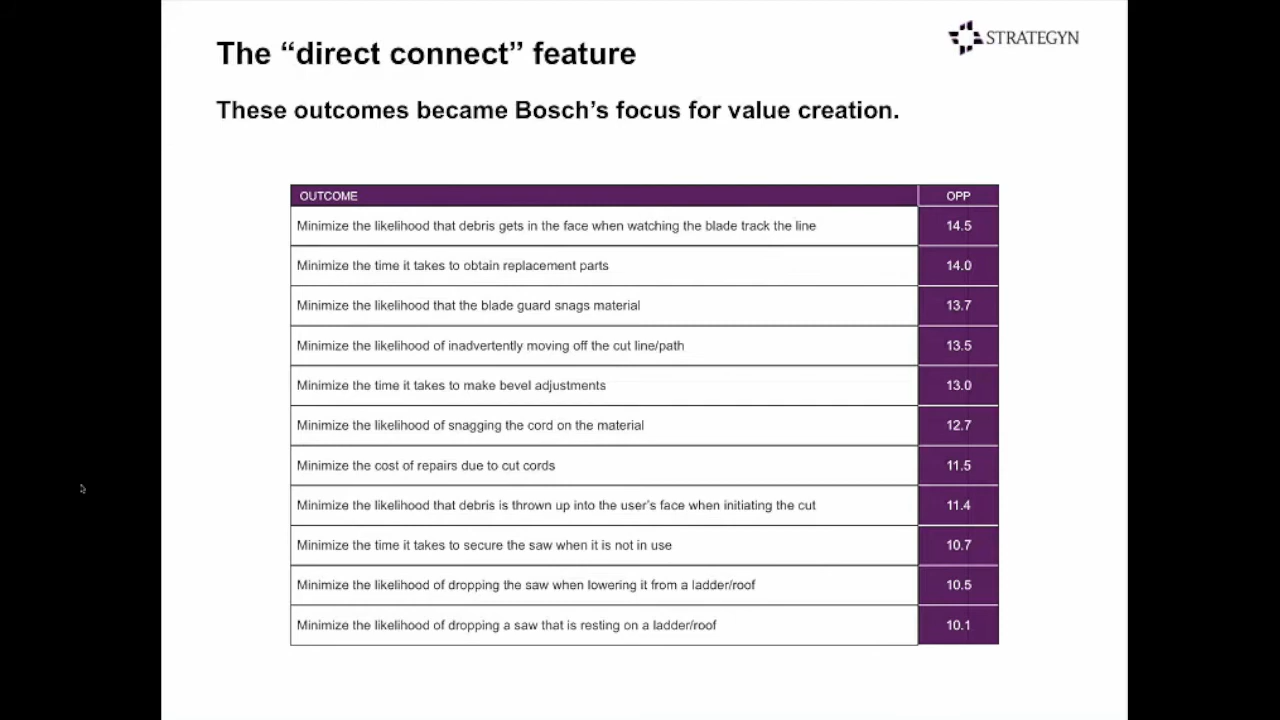 The “direct connect” feature
STRATEGYN
These outcomes became Bosch’s focus for value creation.
OUTCOME OPP
Minimize the likelihood that debris gets in the face when watching the blade track the line 14.5
Minimize the time it takes to obtain replacement parts 14.0
Minimize the likelihood that the blade guard snags material 13.7
Minimize the likelihood of inadvertently moving off the cut line/path 13.5
Minimize the time it takes to make bevel adjustments 13.0
Minimize the likelihood of snagging the cord on the material 12.7
Minimize the cost of repairs due to cut cords 11.5
Minimize the likelihood that debris is thrown up into the user’s face when initiating the cut 11.4
Minimize the time it takes to secure the saw when it is not in use 10.7
Minimize the likelihood of dropping the saw when lowering it from a ladder/roof 10.5
Minimize the likelihood of dropping a saw that is resting on a ladder/roof 10.1